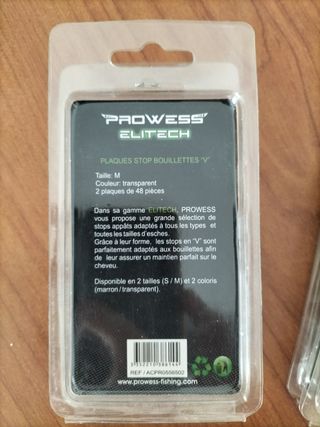 PROWESS
ELITECH
PLAQUES STOP BOUILLETTES "V"
Taille: M
Couleur: transparent
2 plaques de 48 pièces
Dans sa gamme ELITECH, PROWESS
vous propose une grande sélection de
stops appâts adaptés à tous les types et
toutes les tailles d'esches.
Grâce à leur forme, les stops en "V" sont
parfaitement adaptés aux bouillettes afin
de leur assurer un maintien parfait sur le
cheveu.
Disponible en 2 tailles (S / M) et 2 coloris
(marron / transparent).
REF / ACPR0556502
www.prowess-fishing.com